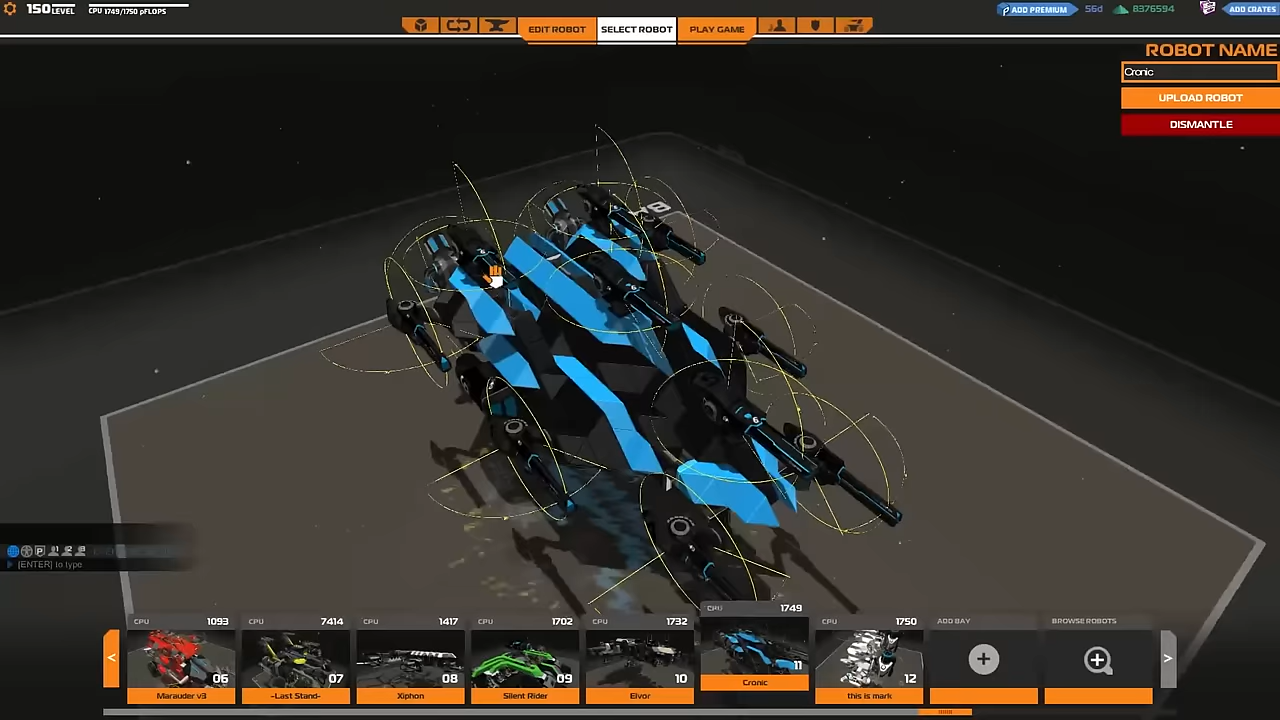 150 LEVEL
CPU 1749/1750 pFLOPS
EDIT ROBOT
SELECT ROBOT
PLAY GAME
ADD PREMIUM
56d
8376594
ADD CRATES
ROBOT NAME
Cronic
UPLOAD ROBOT
DISMANTLE
[ENTER] to type
CPU 1093
06
Marauder v3
CPU 7414
07
-Last Stand-
CPU 1417
08
Xiphon
CPU 1702
09
Silent Rider
CPU 1732
10
Eivor
CPU 1749
11
Cronic
CPU 1750
12
this is mark
ADD BAY
BROWSE ROBOTS